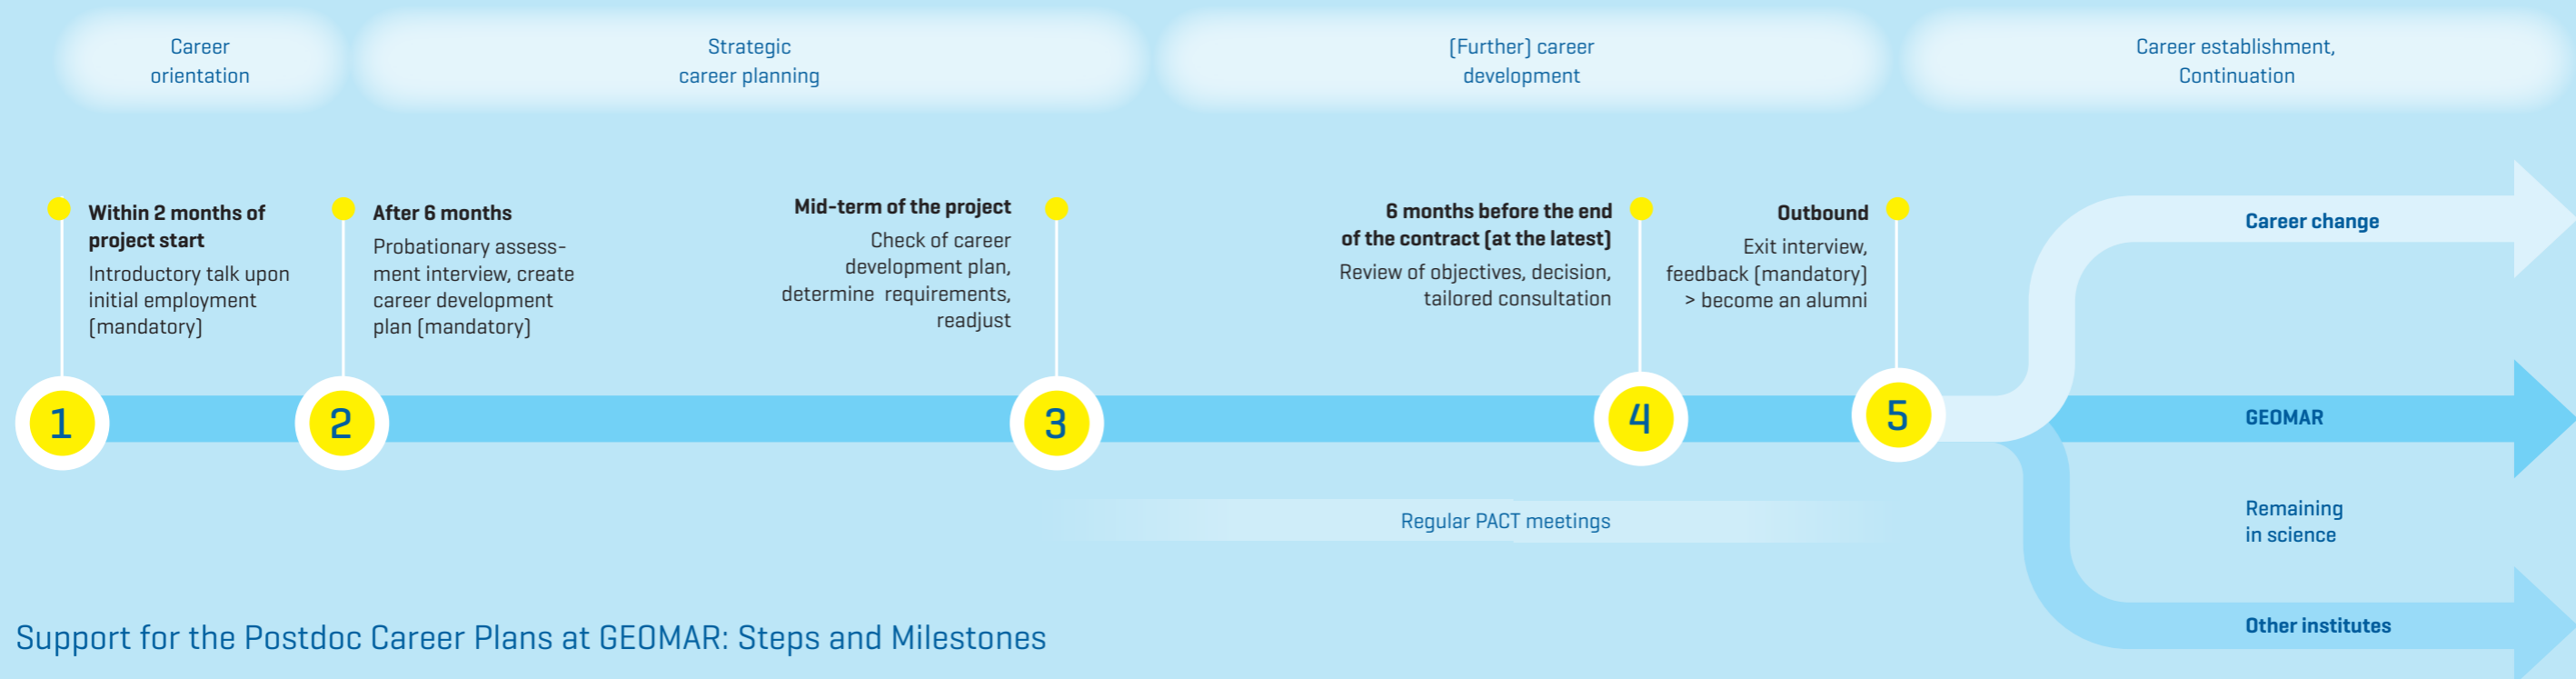 Career
orientation
Strategic
career planning
(Further) career
development
Career establishment,
Continuation
Within 2 months of
project start
Introductory talk upon
initial employment
(mandatory)
After 6 months
Probationary assess-
ment interview, create
career development
plan (mandatory)
Mid-term of the project
Check of career
development plan,
determine requirements,
readjust
6 months before the end
of the contract (at the latest)
Review of objectives, decision,
tailored consultation
Outbound
Exit interview,
feedback (mandatory)
> become an alumni
Career change
1
2
3
4
5
GEOMAR
Regular PACT meetings
Remaining
in science
Other institutes
Support for the Postdoc Career Plans at GEOMAR: Steps and Milestones